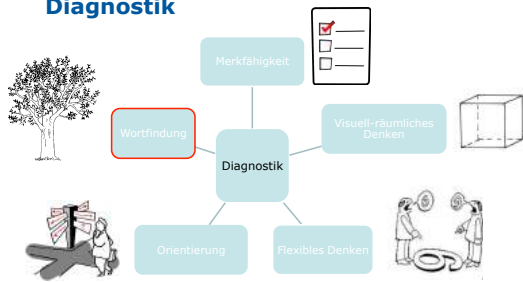 Diagnostik
Merkfähigkeit
Wortfindung
Visuell-räumliches
Denken
Diagnostik
Orientierung
Flexibles Denken